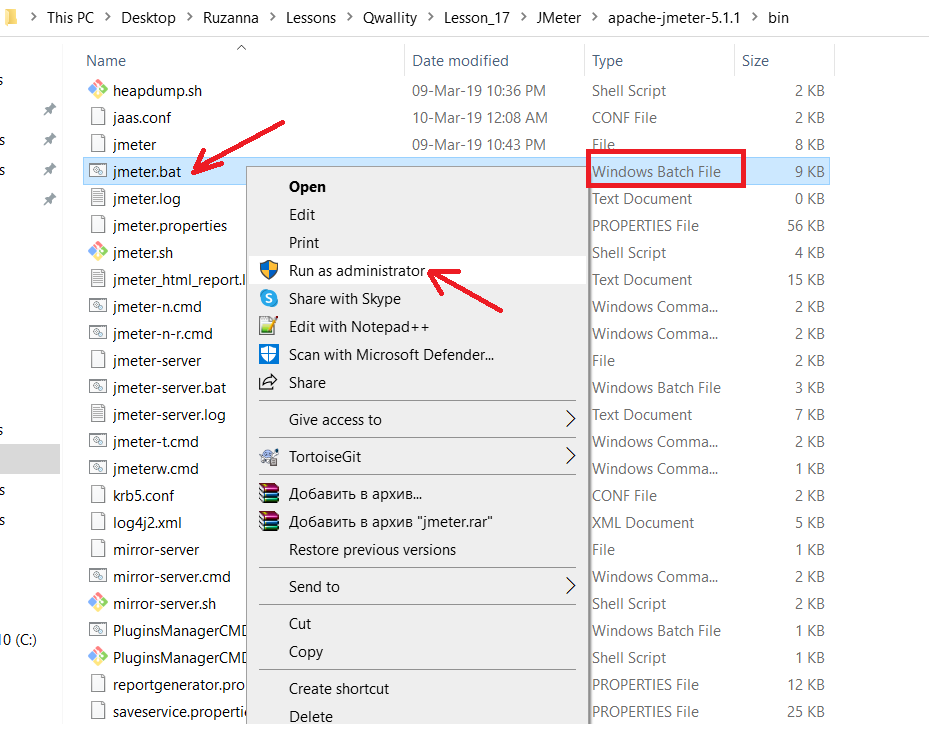 This PC > Desktop > Ruzanna > Lessons > Qwallity > Lesson_17 > JMeter > apache-jmeter-5.1.1 > bin
Name Date modified Type Size
heapdump.sh 09-Mar-19 10:36 PM Shell Script 2 KB
jaas.conf 10-Mar-19 12:08 AM CONF File 2 KB
jmeter 09-Mar-19 10:43 PM File 8 KB
jmeter.bat Windows Batch File 9 KB
jmeter.log Text Document 0 KB
jmeter.properties PROPERTIES File 56 KB
jmeter.sh Shell Script 4 KB
jmeter_html_report.l Text Document 15 KB
jmeter-n.cmd Windows Comma... 2 KB
jmeter-n-r.cmd Windows Comma... 2 KB
jmeter-server File 2 KB
jmeter-server.bat Windows Batch File 3 KB
jmeter-server.log Text Document 7 KB
jmeter-t.cmd Windows Comma... 2 KB
jmeterw.cmd Windows Comma... 1 KB
krb5.conf CONF File 2 KB
log4j2.xml XML Document 5 KB
mirror-server File 1 KB
mirror-server.cmd Windows Comma... 2 KB
mirror-server.sh Shell Script 2 KB
PluginsManagerCMD Windows Batch File 1 KB
PluginsManagerCMD Shell Script 1 KB
reportgenerator.pro PROPERTIES File 12 KB
saveservice.properti PROPERTIES File 25 KB
Open
Edit
Print
Run as administrator
Share with Skype
Edit with Notepad++
Scan with Microsoft Defender...
Share
Give access to
TortoiseGit
Добавить в архив...
Добавить в архив "jmeter.rar"
Restore previous versions
Send to
Cut
Copy
Create shortcut
Delete
s
s
s
s
s
s
10 (C:)